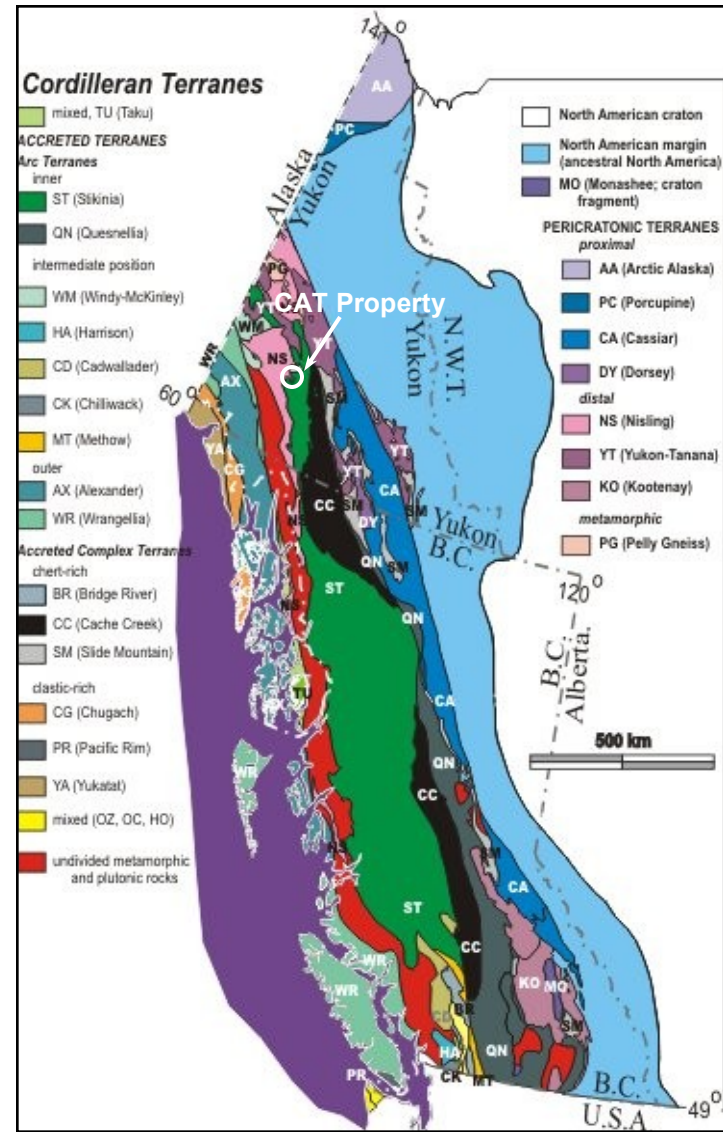 Cordilleran Terranes
mixed, TU (Taku)
ACCRETED TERRANES
Arc Terranes
inner
ST (Stikinia)
QN (Quesnellia)
intermediate position
WM (Windy-McKinley)
HA (Harrison)
CD (Cadwallader)
CK (Chilliwack)
MT (Methow)
outer
AX (Alexander)
WR (Wrangellia)
Accreted Complex Terranes
chert-rich
BR (Bridge River)
CC (Cache Creek)
SM (Slide Mountain)
clastic-rich
CG (Chugach)
PR (Pacific Rim)
YA (Yukatat)
mixed (OZ, OC, HO)
undivided metamorphic
and plutonic rocks
North American craton
North American margin
(ancestral North America)
MO (Monashee; craton
fragment)
PERICRATONIC TERRANES
proximal
AA (Arctic Alaska)
PC (Porcupine)
CA (Cassiar)
DY (Dorsey)
distal
NS (Nisling)
YT (Yukon-Tanana)
KO (Kootenay)
metamorphic
PG (Pelly Gneiss)
141°
AA
PC
Alaska
Yukon
PG
CAT Property
YT
WM
YT
WR
NS
Yukon
N.W.T.
AX
SM
60°
YA
CG
YT
YT
CC
SM
CA
NS
DY
SM
Yukon
B.C.
QN
SM
ST
120°
NS
QN
TU
B.C.
Alberta.
CA
500 km
QN
WR
CC
SM
NS
CA
ST
CC
WR
KO
MO
WR
BR
CD
SM
HA
QN
PR
CK
MT
B.C.
U.S.A
49°